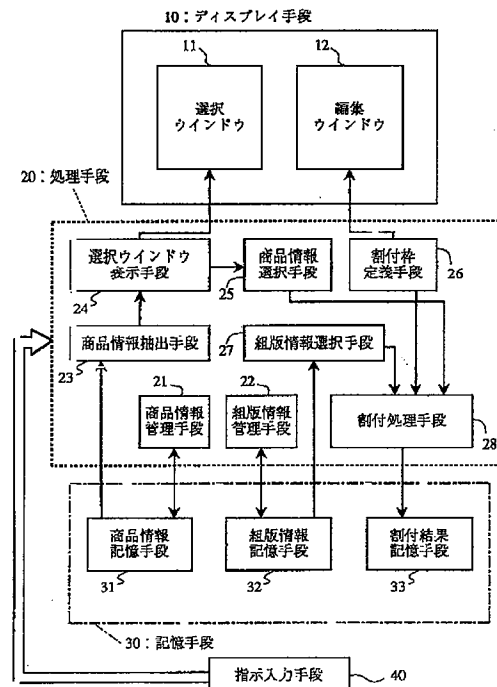 10：ディスプレイ手段
11
12
選択
ウインドウ
編集
ウインドウ
20：処理手段
選択ウインドウ
表示手段
24
商品情報
選択手段
25
割付枠
定義手段
26
商品情報抽出手段
23
27
組版情報選択手段
21
商品情報
管理手段
22
組版情報
管理手段
割付処理手段
28
商品情報
記憶手段
31
組版情報
記憶手段
32
割付結果
記憶手段
33
30：記憶手段
指示入力手段
40